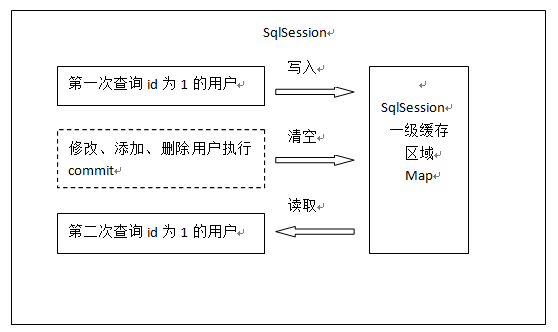 SqlSession
第一次查询 id 为 1 的用户
写入
修改、添加、删除用户执行
commit
清空
第二次查询 id 为 1 的用户
读取
SqlSession
一级缓存
区域
Map